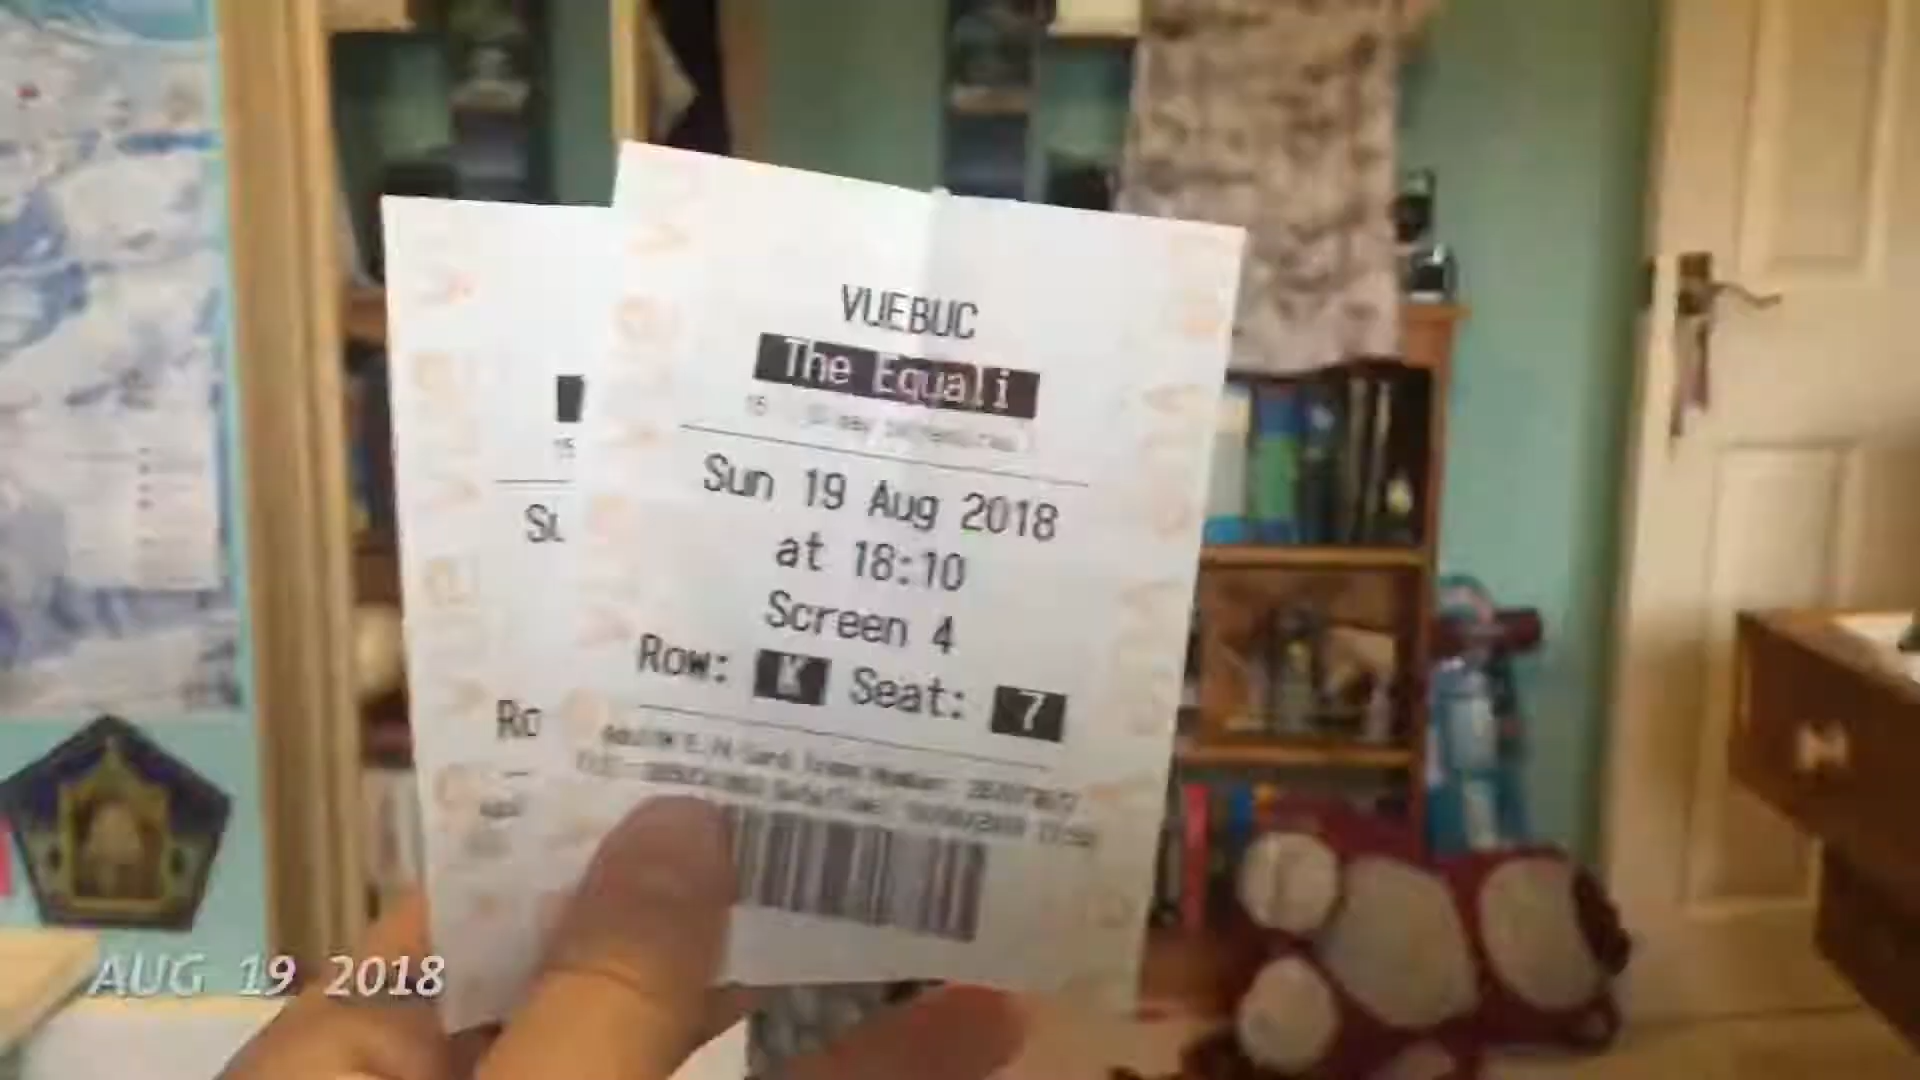 VUEBUC
The Equali
Sun 19 Aug 2018
at 18:10
Screen 4
Row: K Seat: 7
15
Su
Ro
AUG 19 2018